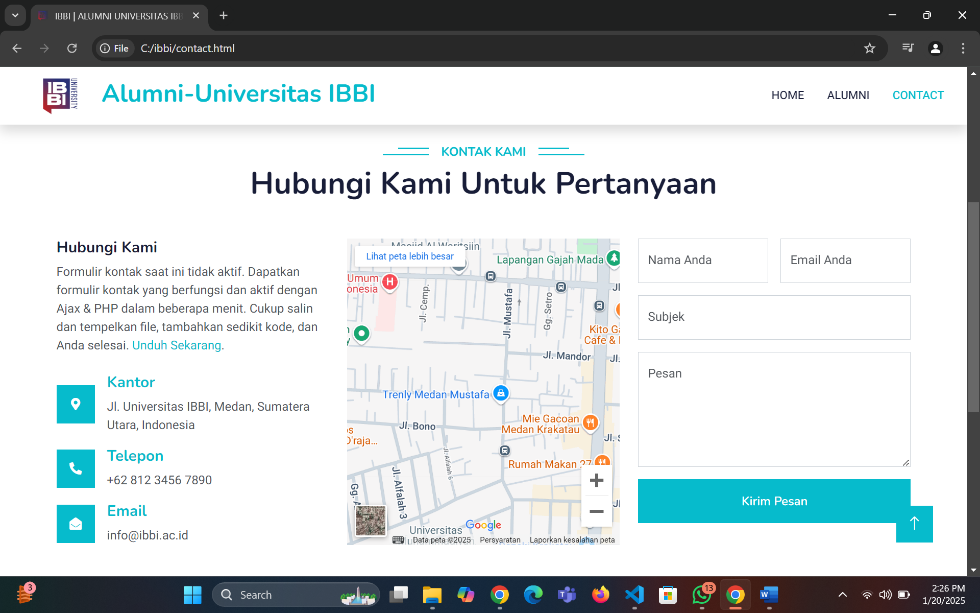 IBBI | ALUMNI UNIVERSITAS IBB
File
C:/ibbi/contact.html
IBBI
UNIVERSITY
Alumni-Universitas IBBI
HOME
ALUMNI
CONTACT
KONTAK KAMI
Hubungi Kami Untuk Pertanyaan
Hubungi Kami
Formulir kontak saat ini tidak aktif. Dapatkan
formulir kontak yang berfungsi dan aktif dengan
Ajax & PHP dalam beberapa menit. Cukup salin
dan tempelkan file, tambahkan sedikit kode, dan
Anda selesai. Unduh Sekarang.
Kantor
Jl. Universitas IBBI, Medan, Sumatera
Utara, Indonesia
Telepon
+62 812 3456 7890
Email
info@ibbi.ac.id
Lihat peta lebih besar
Lapangan Gajah Mada
Umum
H
Jl. Cemp.
Jl. Mustafa
Gg. Setro
Kito Ga
Cafe & 
Jl. Mandor
Trenly Medan Mustafa
Mie Gacoan
Medan Krakatau
Jl. Bono
D'raja...
Jl. Alfalah 3
Rumah Makan 27
Universitas
Google
Data peta ©2025
Persyaratan
Laporkan kesalahan peta
Nama Anda
Email Anda
Subjek
Pesan
Kirim Pesan
3
Search
13
2:26 PM
1/20/2025